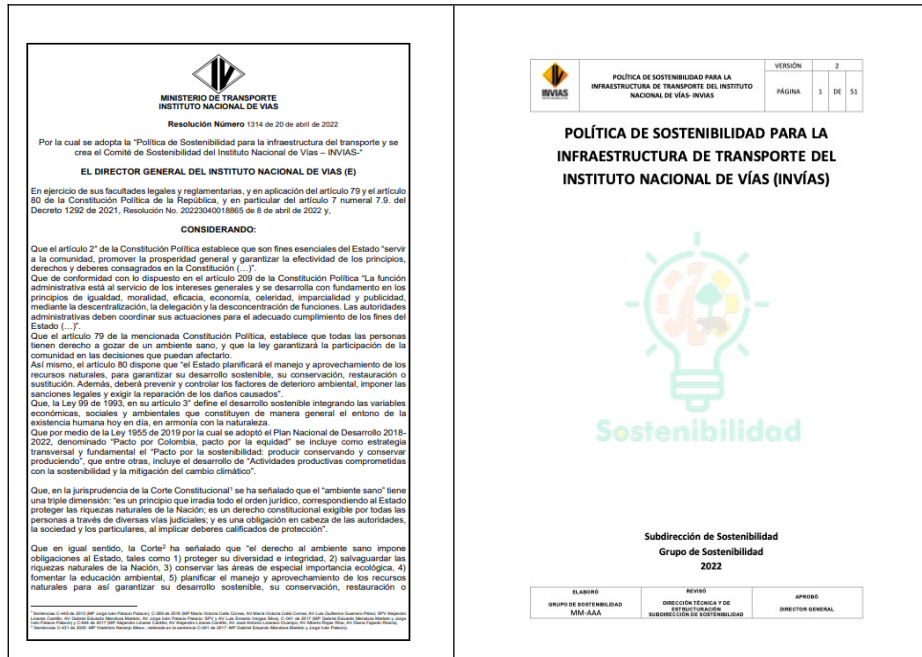 MINISTERIO DE TRANSPORTE
INSTITUTO NACIONAL DE VIAS
Resolución Número 1314 de 20 de abril de 2022
Por la cual se adopta la “Política de Sostenibilidad para la infraestructura del transporte y se
crea el Comité de Sostenibilidad del Instituto Nacional de Vías – INVIAS-“
EL DIRECTOR GENERAL DEL INSTITUTO NACIONAL DE VIAS (E)
En ejercicio de sus facultades legales y reglamentarias, y en aplicación del artículo 79 y el artículo
80 de la Constitución Política de la República, y en particular del artículo 7 numeral 7.9. del
Decreto 1292 de 2021, Resolución No. 20223040018865 de 8 de abril de 2022 y,
CONSIDERANDO:
Que el artículo 2° de la Constitución Política establece que son fines esenciales del Estado “servir
a la comunidad, promover la prosperidad general y garantizar la efectividad de los principios,
derechos y deberes consagrados en la Constitución (…)”.
Que de conformidad con lo dispuesto en el artículo 209 de la Constitución Política “La función
administrativa está al servicio de los intereses generales y se desarrolla con fundamento en los
principios de igualdad, moralidad, eficacia, economía, celeridad, imparcialidad y publicidad,
mediante la descentralización, la delegación y la desconcentración de funciones. Las autoridades
administrativas deben coordinar sus actuaciones para el adecuado cumplimiento de los fines del
Estado (…)”.
Que el artículo 79 de la mencionada Constitución Política, establece que todas las personas
tienen derecho a gozar de un ambiente sano, y que la ley garantizará la participación de la
comunidad en las decisiones que puedan afectarlo.
Así mismo, el artículo 80 dispone que “el Estado planificará el manejo y aprovechamiento de los
recursos naturales, para garantizar su desarrollo sostenible, su conservación, restauración o
sustitución. Además, deberá prevenir y controlar los factores de deterioro ambiental, imponer las
sanciones legales y exigir la reparación de los daños causados”.
Que, la Ley 99 de 1993, en su artículo 3° define el desarrollo sostenible integrando las variables
económicas, sociales y ambientales que constituyen de manera general el entono de la
existencia humana hoy en día, en armonía con la naturaleza.
Que por medio de la Ley 1955 de 2019 por la cual se adoptó el Plan Nacional de Desarrollo 2018-
2022, denominado “Pacto por Colombia, pacto por la equidad” se incluye como estrategia
transversal y fundamental el “Pacto por la sostenibilidad: producir conservando y conservar
produciendo”, que entre otras, incluye el desarrollo de “Actividades productivas comprometidas
con la sostenibilidad y la mitigación del cambio climático”.
Que, en la jurisprudencia de la Corte Constitucional¹ se ha señalado que el “ambiente sano” tiene
una triple dimensión: “es un principio que irradia todo el orden jurídico, correspondiendo al Estado
proteger las riquezas naturales de la Nación; es un derecho constitucional exigible por todas las
personas a través de diversas vías judiciales; y es una obligación en cabeza de las autoridades,
la sociedad y los particulares, al implicar deberes calificados de protección”.
Que en igual sentido, la Corte² ha señalado que “el derecho al ambiente sano impone
obligaciones al Estado, tales como 1) proteger su diversidad e integridad, 2) salvaguardar las
riquezas naturales de la Nación, 3) conservar las áreas de especial importancia ecológica, 4)
fomentar la educación ambiental, 5) planificar el manejo y aprovechamiento de los recursos
naturales para así garantizar su desarrollo sostenible, su conservación, restauración o
INVIAS
POLÍTICA DE SOSTENIBILIDAD PARA LA
INFRAESTRUCTURA DE TRANSPORTE DEL INSTITUTO
NACIONAL DE VÍAS- INVIAS
VERSIÓN 2
PÁGINA 1 DE 51
POLÍTICA DE SOSTENIBILIDAD PARA LA
INFRAESTRUCTURA DE TRANSPORTE DEL
INSTITUTO NACIONAL DE VÍAS (INVÍAS)
Sostenibilidad
Subdirección de Sostenibilidad
Grupo de Sostenibilidad
2022
ELABORÓ
GRUPO DE SOSTENIBILIDAD
MM-AAA
REVISÓ
DIRECCIÓN TÉCNICA Y DE
ESTRUCTURACIÓN
SUBDIRECCIÓN DE SOSTENIBILIDAD
APROBÓ
DIRECTOR GENERAL